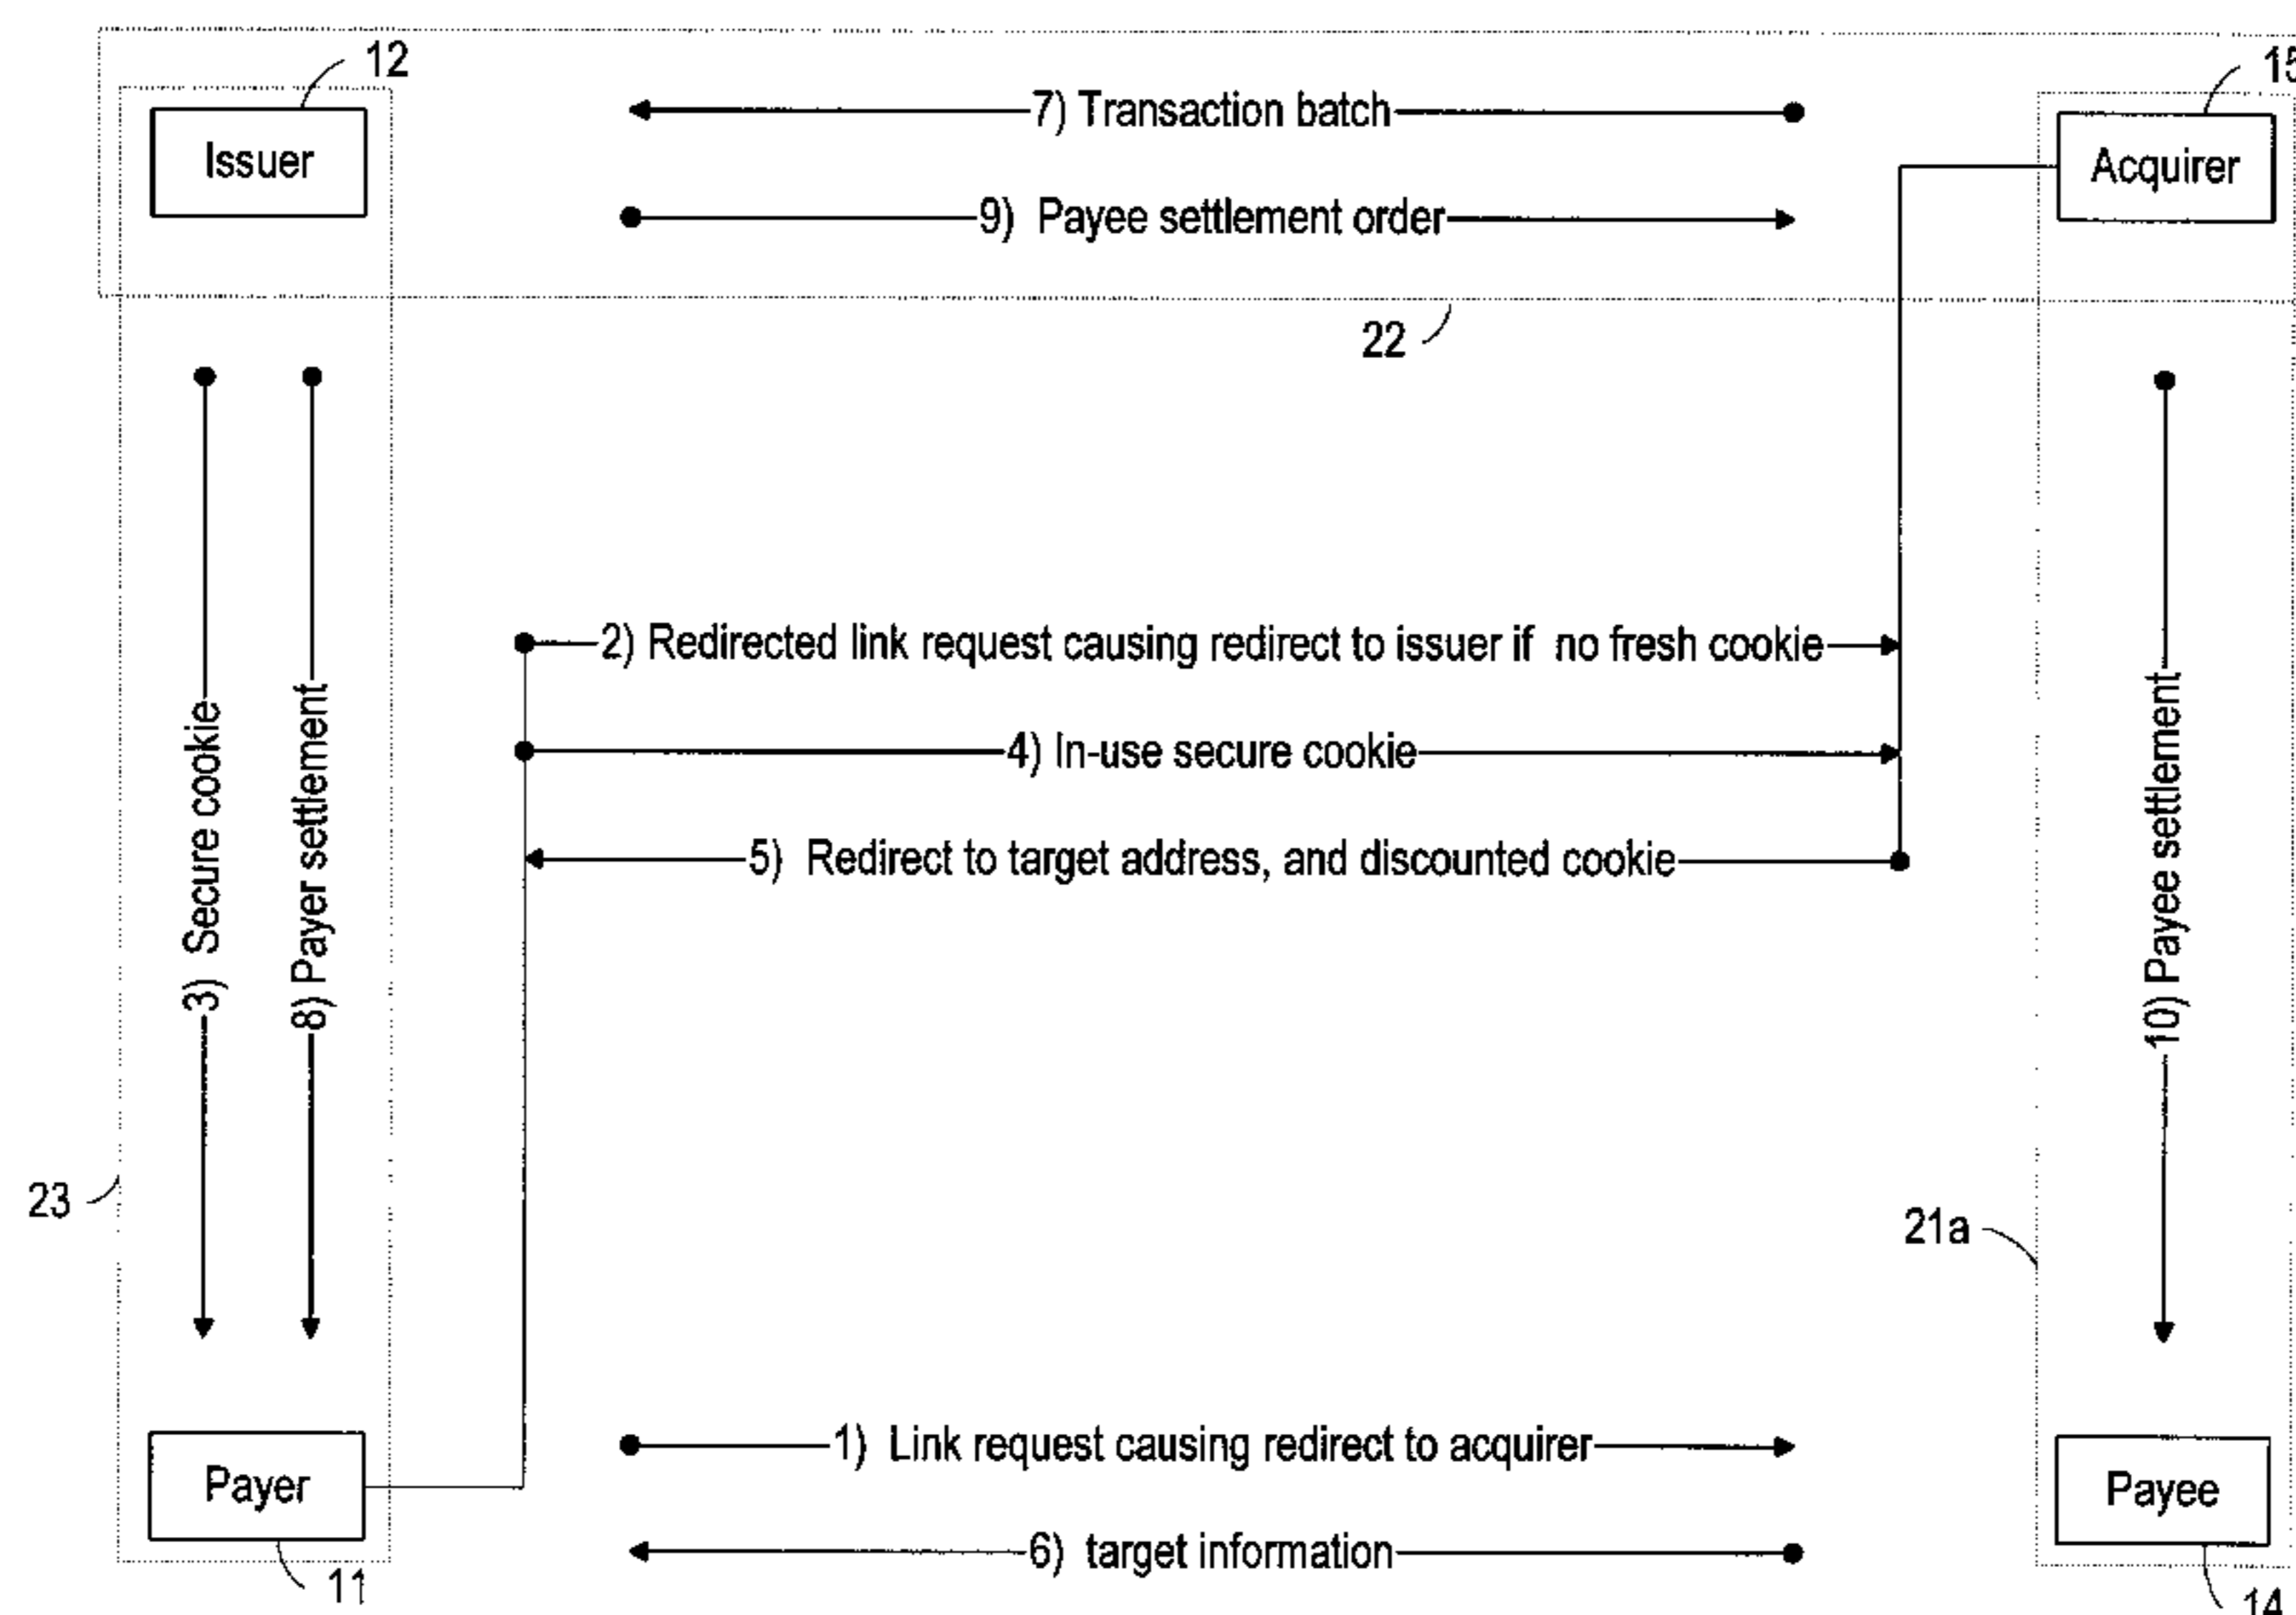 12
15
7) Transaction batch
Issuer
Acquirer
9) Payee settlement order
22
2) Redirected link request causing redirect to issuer if no fresh cookie
3) Secure cookie
8) Payer settlement
4) In-use secure cookie
10) Payee settlement
5) Redirect to target address, and discounted cookie
23
21a
1) Link request causing redirect to acquirer
Payer
Payee
6) target information
11
14